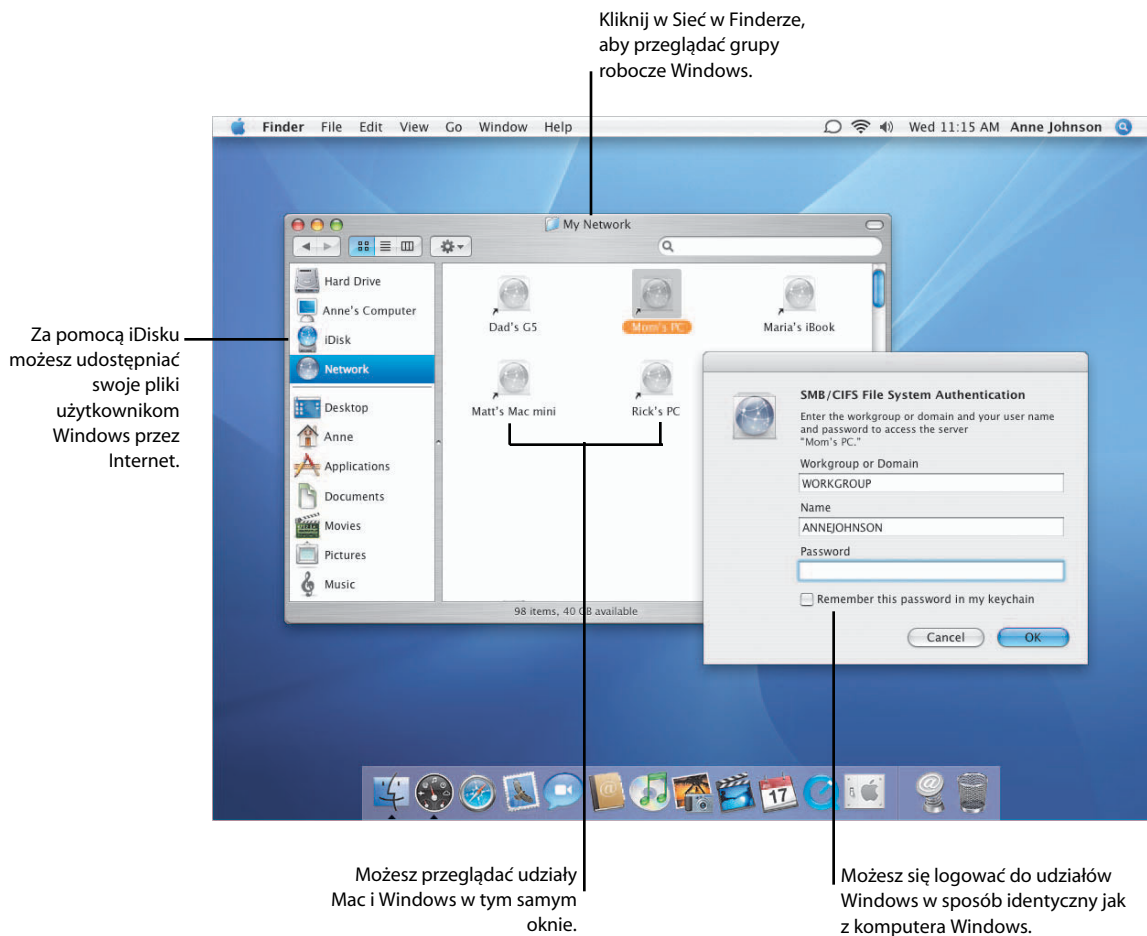 Kliknij w Sieć w Finderze,
aby przeglądać grupy
robocze Windows.
Finder File Edit View Go Window Help Wed 11:15 AM Anne Johnson
My Network
Za pomocą iDisku
możesz udostępniać
swoje pliki
użytkownikom
Windows przez
Internet.
Hard Drive
Anne's Computer
iDisk
Network
Desktop
Anne
Applications
Documents
Movies
Pictures
Music
Dad's G5
Mom's PC
Maria's iBook
Matt's Mac mini
Rick's PC
98 items, 40 GB available
SMB/CIFS File System Authentication
Enter the workgroup or domain and your user name
and password to access the server
"Mom's PC."
Workgroup or Domain
WORKGROUP
Name
ANNEJOHNSON
Password
Remember this password in my keychain
Cancel OK
17
Możesz przeglądać udziały
Mac i Windows w tym samym
oknie.
Możesz się logować do udziałów
Windows w sposób identyczny jak
z komputera Windows.